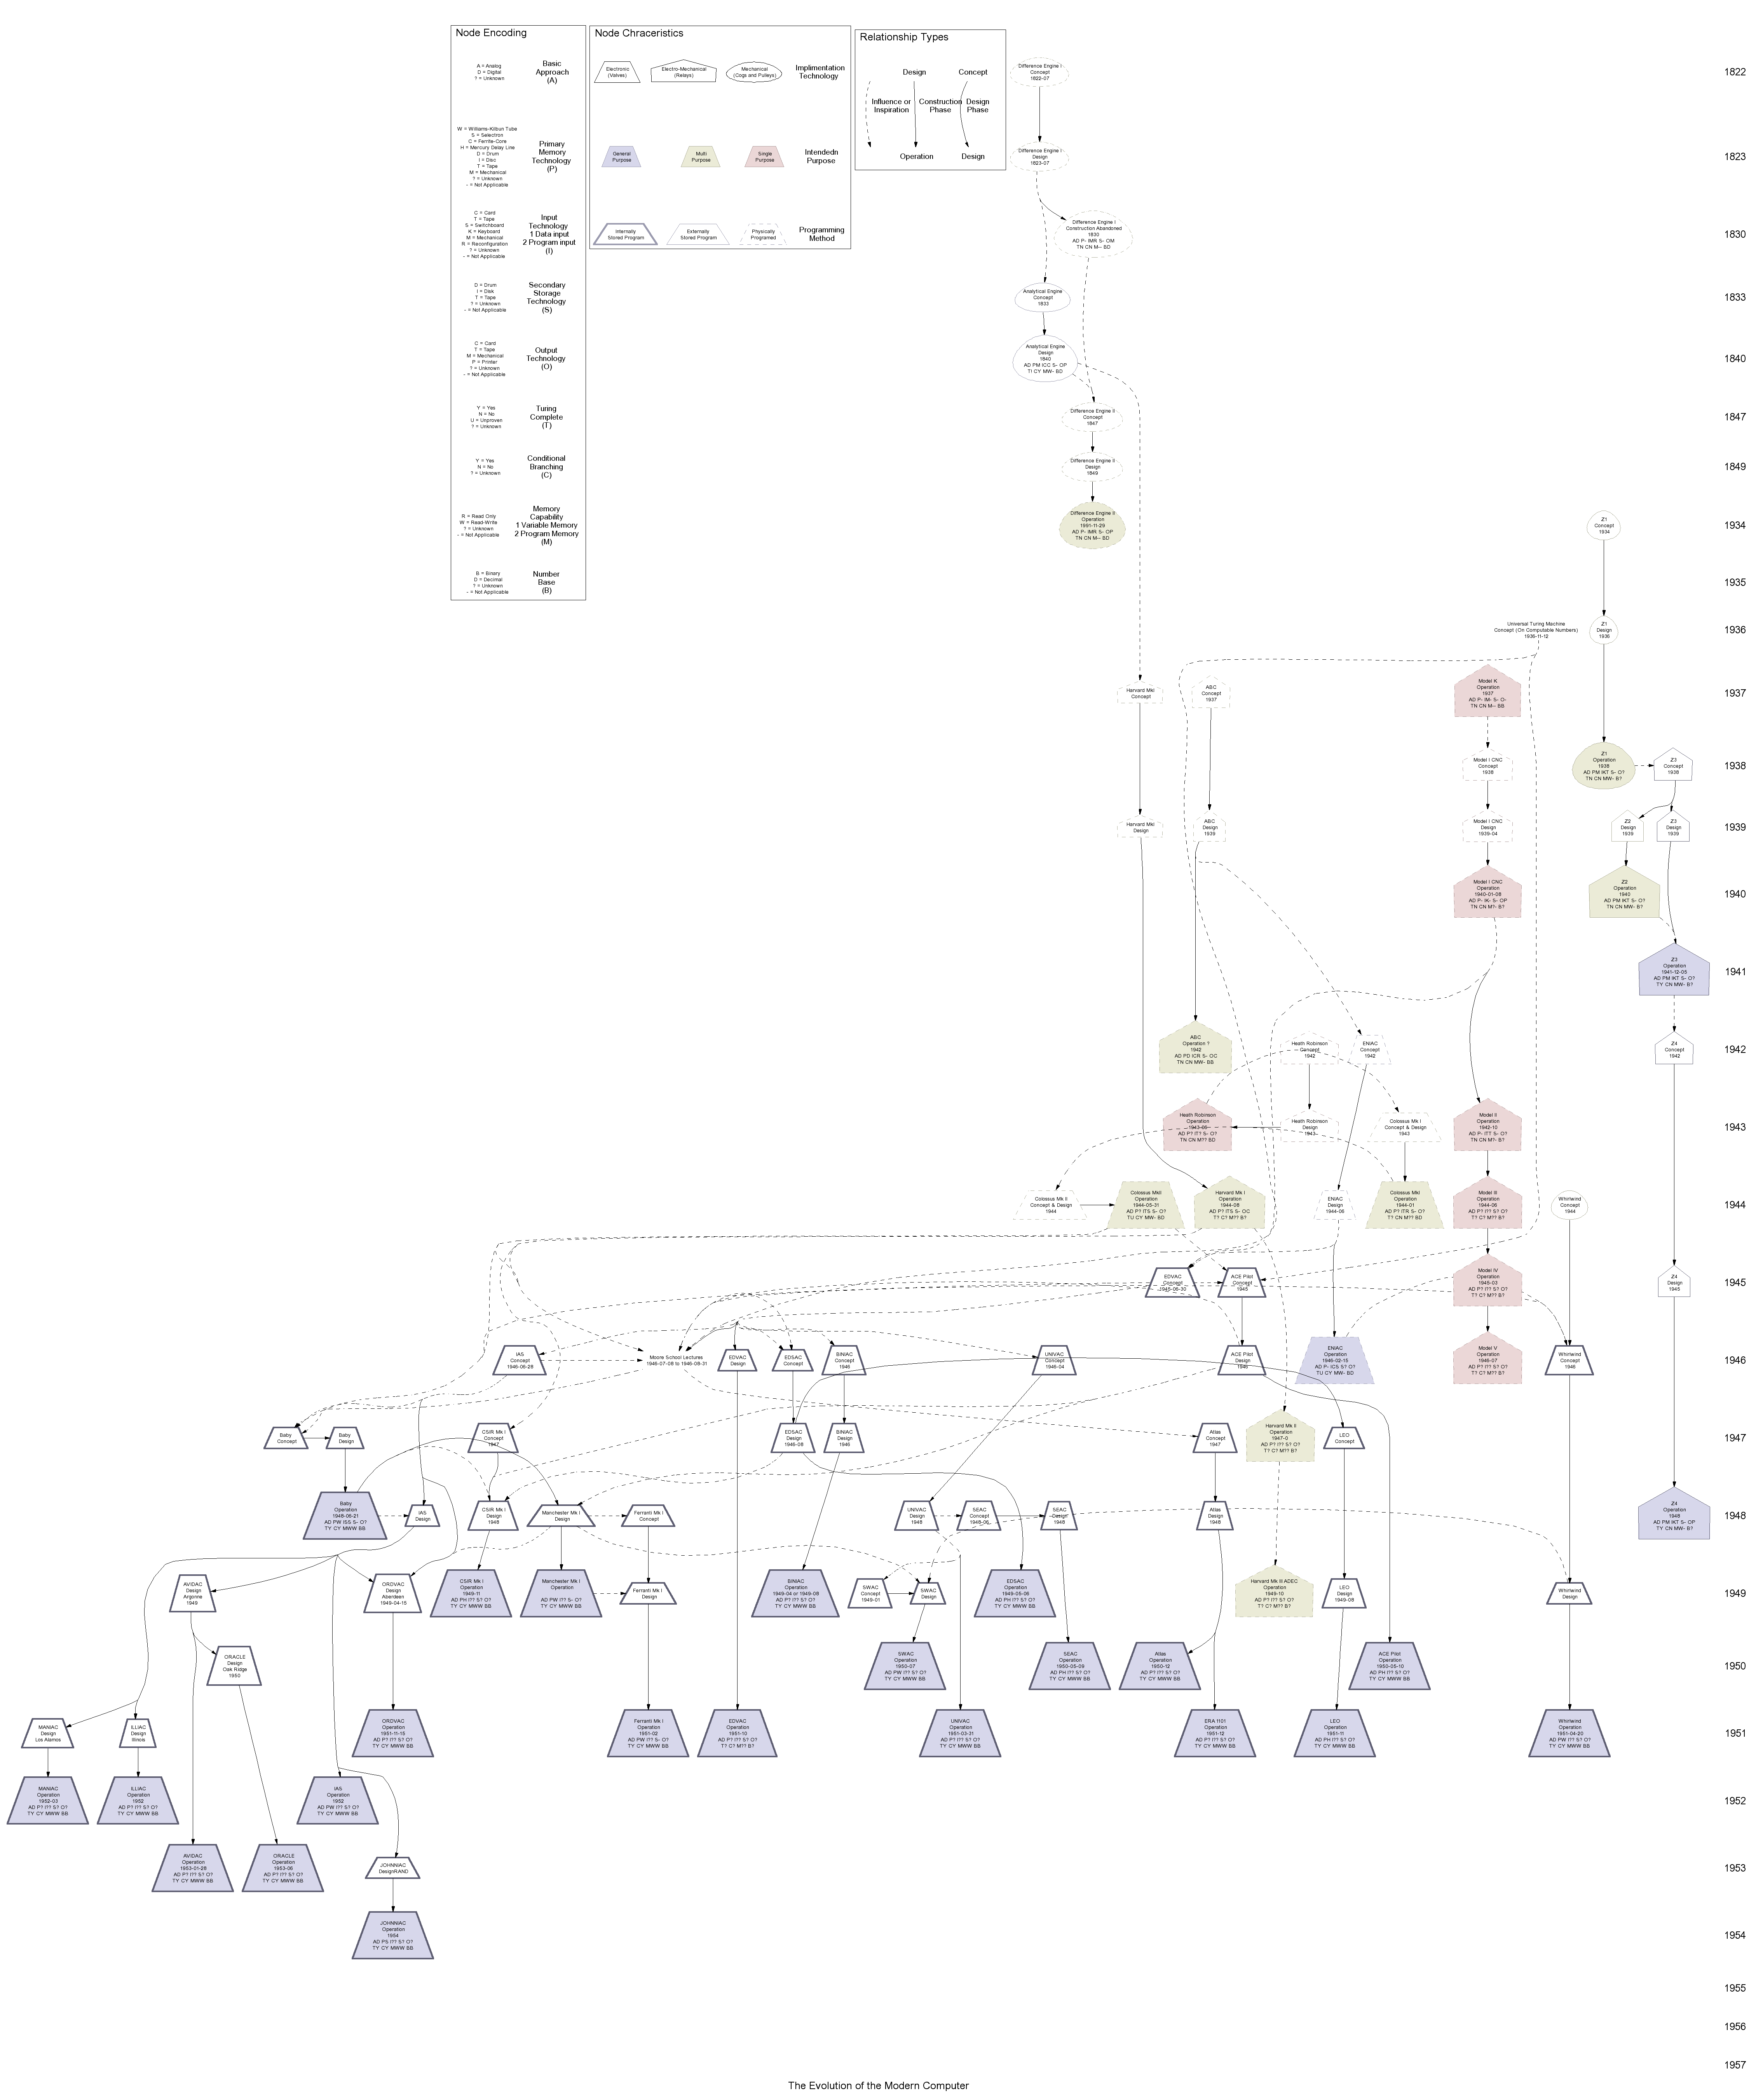 Node Encoding
A = Analog
D = Digital
? = Unknown
Basic
Approach
(A)
W = Williams-Kilbun Tube
S = Selectron
C = Ferrite-Core
H = Mercury Delay Line
D = Drum
I = Disc
T = Tape
M = Mechanical
? = Unknown
- = Not Applicable
Primary
Memory
Technology
(P)
C = Card
T = Tape
S = Switchboard
K = Keyboard
M = Mechanical
R = Reconfiguration
? = Unknown
- = Not Applicable
Input
Technology
1 Data input
2 Program input
(I)
D = Drum
I = Disk
T = Tape
? = Unknown
- = Not Applicable
Secondary
Storage
Technology
(S)
C = Card
T = Tape
M = Mechanical
P = Printer
? = Unknown
- = Not Applicable
Output
Technology
(O)
Y = Yes
N = No
U = Unproven
? = Unknown
Turing
Complete
(T)
Y = Yes
N = No
? = Unknown
Conditional
Branching
(C)
R = Read Only
W = Read-Write
? = Unknown
- = Not Applicable
Memory
Capability
1 Variable Memory
2 Program Memory
(M)
B = Binary
D = Decimal
? = Unknown
- = Not Applicable
Number
Base
(B)
Node Chraceristics
Electronic
(Valves)
Electro-Mechanical
(Relays)
Mechanical
(Cogs and Pulleys)
Implimentation
Technology
General
Purpose
Multi
Purpose
Single
Purpose
Intendedn
Purpose
Internally
Stored Program
Externally
Stored Program
Physically
Programed
Programming
Method
Relationship Types
Design
Concept
Influence or
Inspiration
Construction
Phase
Design
Phase
Operation
Design
Difference Engine I
Concept
1822-07
1822
Difference Engine I
Design
1823-07
1823
Difference Engine I
Construction Abandoned
1830
AD P- IMR S- OM
TN CN M-- BD
1830
Analytical Engine
Concept
1833
1833
Analytical Engine
Design
1840
AD PM ICC S- OP
T! CY MW- BD
1840
Difference Engine II
Concept
1847
1847
Difference Engine II
Design
1849
1849
Difference Engine II
Operation
1991-11-29
AD P- IMR S- OP
TN CN M-- BD
Z1
Concept
1934
1934
1935
Universal Turing Machine
Concept (On Computable Numbers)
1936-11-12
Z1
Design
1936
1936
Harvard MkI
Concept
ABC
Concept
1937
Model K
Operation
1937
AD P- IM- S- O-
TN CN M-- BB
1937
Model I CNC
Concept
1938
Z1
Operation
1938
AD PM IKT S- O?
TN CN MW- B?
Z3
Concept
1938
1938
Harvard MkI
Design
ABC
Design
1939
Model I CNC
Design
1939-04
Z2
Design
1939
Z3
Design
1939
1939
Model I CNC
Operation
1940-01-08
AD P- IK- S- OP
TN CN M?- B?
Z2
Operation
1940
AD PM IKT S- O?
TN CN MW- B?
1940
Z3
Operation
1941-12-05
AD PM IKT S- O?
TY CN MW- B?
1941
ABC
Operation ?
1942
AD PD ICR S- OC
TN CN MW- BB
Heath Robinson
Concept
1942
ENIAC
Concept
1942
Z4
Concept
1942
1942
Heath Robinson
Operation
1943-05
AD P? IT? S- O?
TN CN M?? BD
Heath Robinson
Design
1943
Colossus Mk I
Concept & Design
1943
Model II
Operation
1942-10
AD P- ITT S- O?
TN CN M?- B?
1943
Colossus Mk II
Concept & Design
1944
Colossus MkII
Operation
1944-05-31
AD P? ITS S- O?
TU CY MW- BD
Harvard Mk I
Operation
1944-08
AD P? ITS S- OC
T? C? M?? B?
ENIAC
Design
1944-06
Colossus MkI
Operation
1944-01
AD P? ITR S- O?
T? CN M?? BD
Model III
Operation
1944-06
AD P? I?? S? O?
T? C? M?? B?
Whirlwind
Concept
1944
1944
EDVAC
Concept
1945-06-30
ACE Pilot
Concept
1945
Model IV
Operation
1945-03
AD P? I?? S? O?
T? C? M?? B?
Z4
Design
1945
1945
IAS
Concept
1946-06-28
Moore School Lectures
1946-07-08 to 1946-08-31
EDVAC
Design
EDSAC
Concept
BINIAC
Concept
1946
UNIVAC
Concept
1946-04
ACE Pilot
Design
1946
ENIAC
Operation
1946-02-15
AD P- ICS S? O?
TU CY MW- BD
Model V
Operation
1946-07
AD P? I?? S? O?
T? C? M?? B?
Whirlwind
Concept
1946
1946
Baby
Concept
Baby
Design
CSIR Mk I
Concept
1947
EDSAC
Design
1946-08
BINIAC
Design
1946
Atlas
Concept
1947
Harvard Mk II
Operation
1947-0
AD P? I?? S? O?
T? C? M?? B?
LEO
Concept
1947
Baby
Operation
1948-06-21
AD PW ISS S- O?
TY CY MWW BB
IAS
Design
CSIR Mk I
Design
1948
Manchester Mk I
Design
Ferranti Mk I
Concept
UNIVAC
Design
1948
SEAC
Concept
1948-06
SEAC
Design
1948
Atlas
Design
1948
Z4
Operation
1948
AD PM IKT S- OP
TY CN MW- B?
1948
AVIDAC
Design
Argonne
1949
ORDVAC
Design
Aberdeen
1949-04-15
CSIR Mk I
Operation
1949-11
AD PH I?? S? O?
TY CY MWW BB
Manchester Mk I
Operation
AD PW I?? S- O?
TY CY MWW BB
Ferranti Mk I
Design
BINIAC
Operation
1949-04 or 1949-08
AD P? I?? S? O?
TY CY MWW BB
SWAC
Concept
1949-01
SWAC
Design
EDSAC
Operation
1949-05-06
AD PH I?? S? O?
TY CY MWW BB
Harvard Mk III ADEC
Operation
1949-10
AD P? I?? S? O?
T? C? M?? B?
LEO
Design
1949-08
Whirlwind
Design
1949
ORACLE
Design
Oak Ridge
1950
SWAC
Operation
1950-07
AD PW I?? S? O?
TY CY MWW BB
SEAC
Operation
1950-05-09
AD PH I?? S? O?
TY CY MWW BB
Atlas
Operation
1950-12
AD P? I?? S? O?
TY CY MWW BB
ACE Pilot
Operation
1950-05-10
AD PH I?? S? O?
TY CY MWW BB
1950
MANIAC
Design
Los Alamos
ILLIAC
Design
Illinois
ORDVAC
Operation
1951-11-15
AD P? I?? S? O?
TY CY MWW BB
Ferranti Mk I
Operation
1951-02
AD PW I?? S- O?
TY CY MWW BB
EDVAC
Operation
1951-10
AD P? I?? S? O?
T? C? M?? B?
UNIVAC
Operation
1951-03-31
AD P? I?? S? O?
TY CY MWW BB
ERA 1101
Operation
1951-12
AD P? I?? S? O?
TY CY MWW BB
LEO
Operation
1951-11
AD PH I?? S? O?
TY CY MWW BB
Whirlwind
Operation
1951-04-20
AD PW I?? S? O?
TY CY MWW BB
1951
MANIAC
Operation
1952-03
AD P? I?? S? O?
TY CY MWW BB
ILLIAC
Operation
1952
AD P? I?? S? O?
TY CY MWW BB
IAS
Operation
1952
AD PW I?? S? O?
TY CY MWW BB
1952
AVIDAC
Operation
1953-01-28
AD P? I?? S? O?
TY CY MWW BB
ORACLE
Operation
1953-06
AD P? I?? S? O?
TY CY MWW BB
JOHNNIAC
DesignRAND
1953
JOHNNIAC
Operation
1954
AD PS I?? S? O?
TY CY MWW BB
1954
1955
1956
1957
The Evolution of the Modern Computer